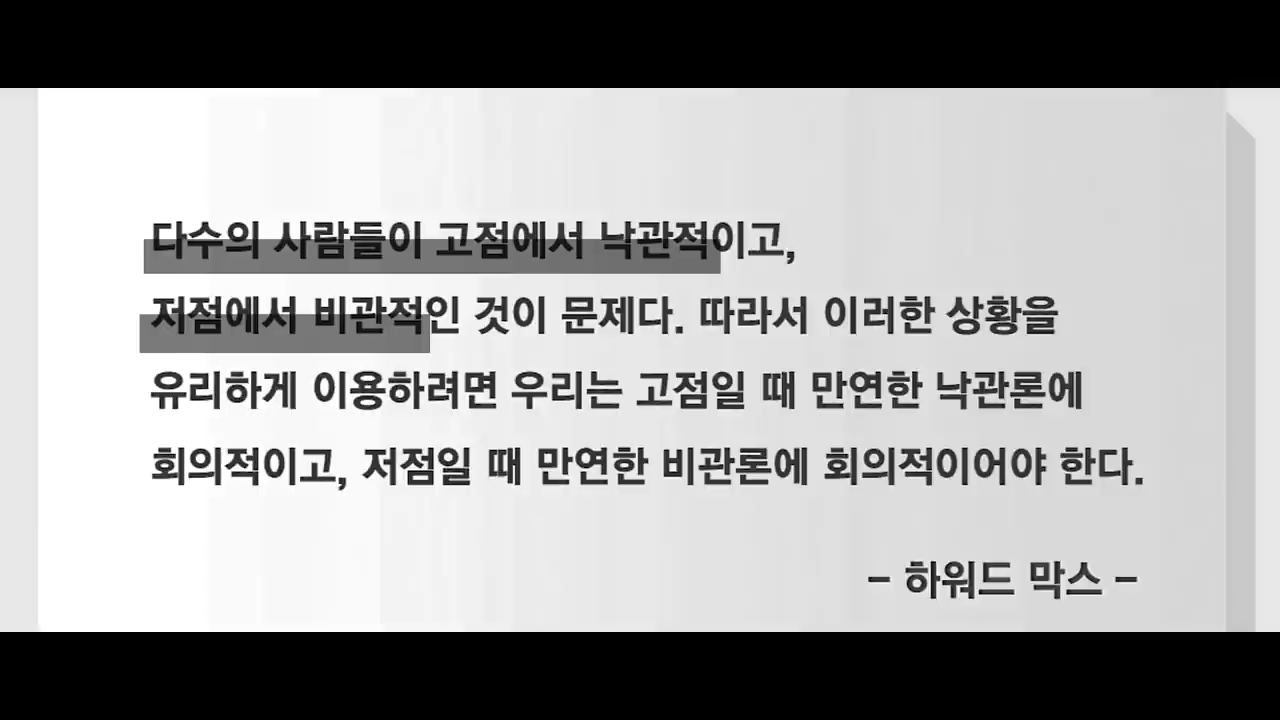 다수의 사람들이 고점에서 낙관적이고,
저점에서 비관적인 것이 문제다. 따라서 이러한 상황을
유리하게 이용하려면 우리는 고점일 때 만연한 낙관론에
회의적이고, 저점일 때 만연한 비관론에 회의적이어야 한다.
- 하워드 막스 -